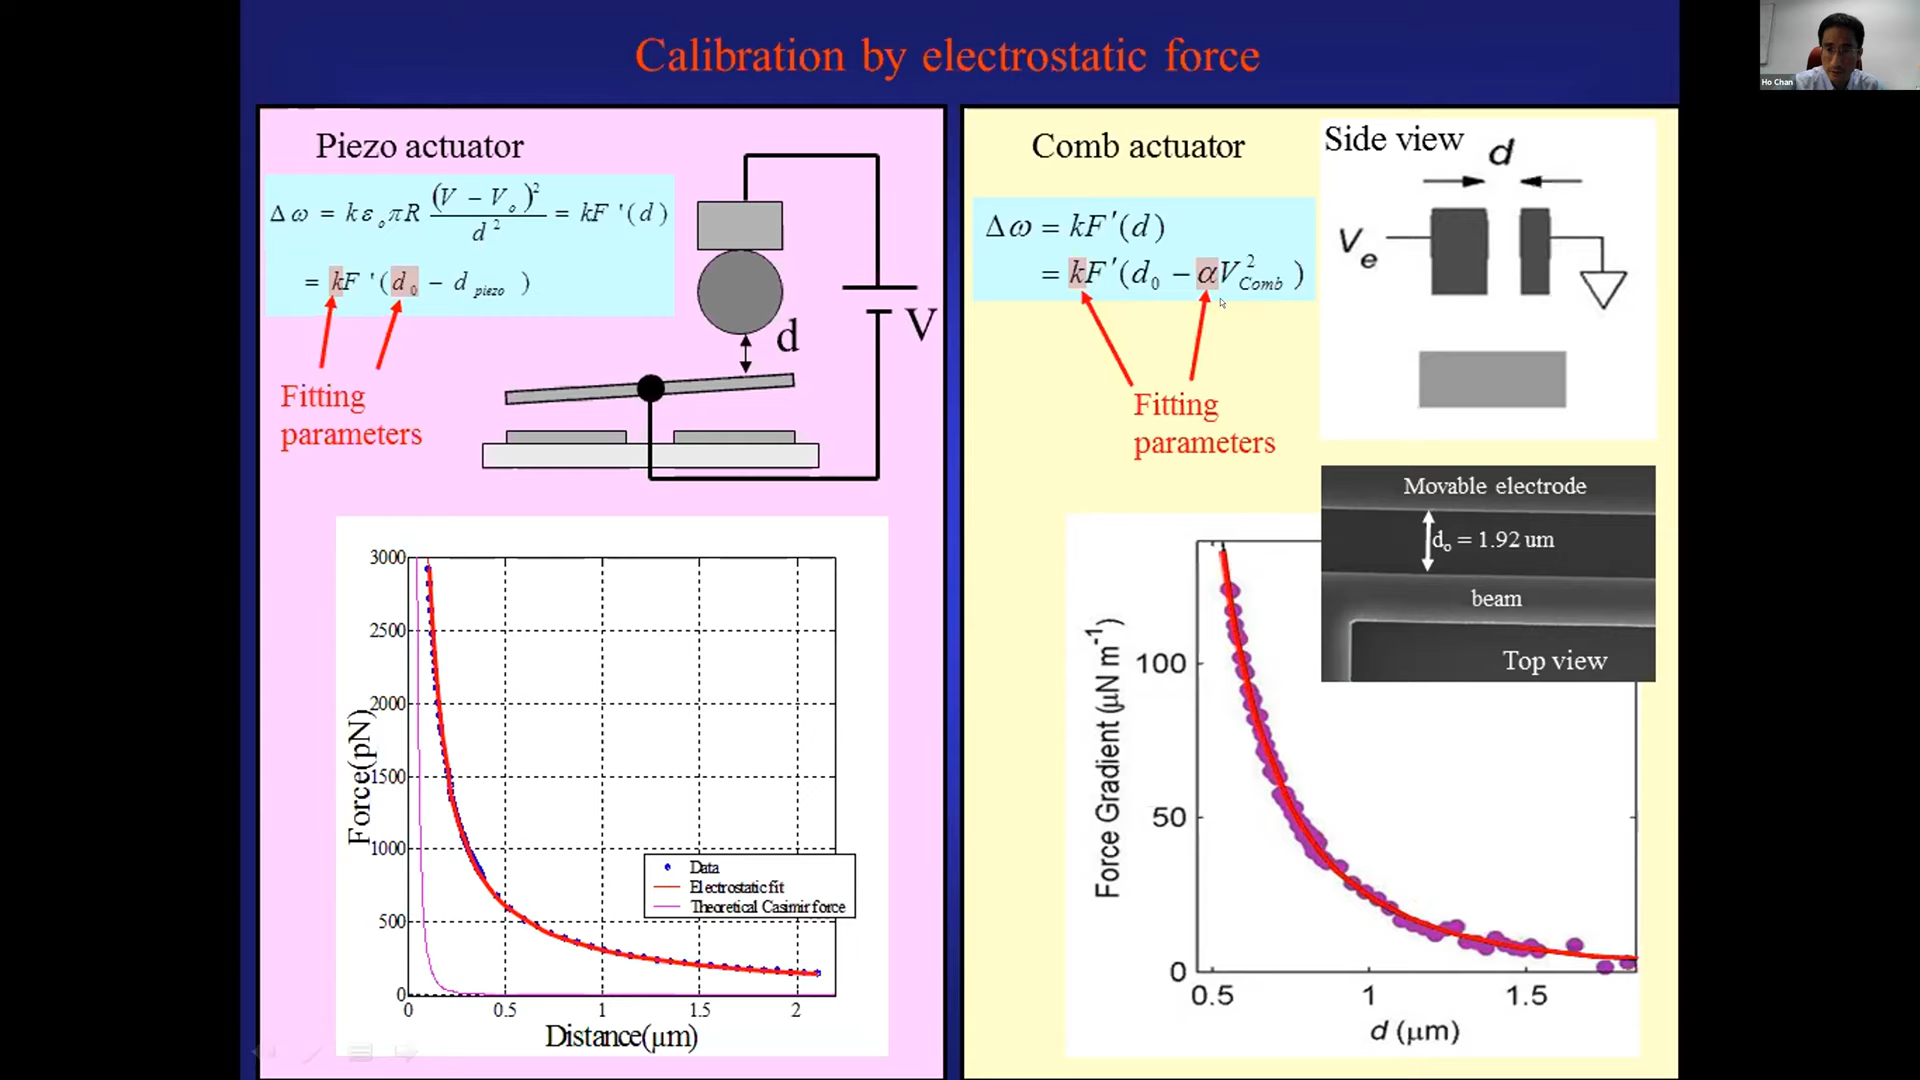 Calibration by electrostatic force
Ho Chan
Piezo actuator
Δω = kε₀πR (V − V₀)² / d² = kF'(d)
= kF'(d₀ − d piezo)
Fitting
parameters
d
V
Force(pN)
3000
2500
2000
1500
1000
500
0
0 0.5 1 1.5 2
Distance(µm)
Data
Electrostatic fit
Theoretical Casimir force
Comb actuator
Δω = kF′(d)
= kF′(d₀ − αV²Comb)
Fitting
parameters
Side view
d
Ve
Movable electrode
do = 1.92 um
beam
Top view
Force Gradient (µN m⁻¹)
100
50
0
0.5 1 1.5
d (µm)